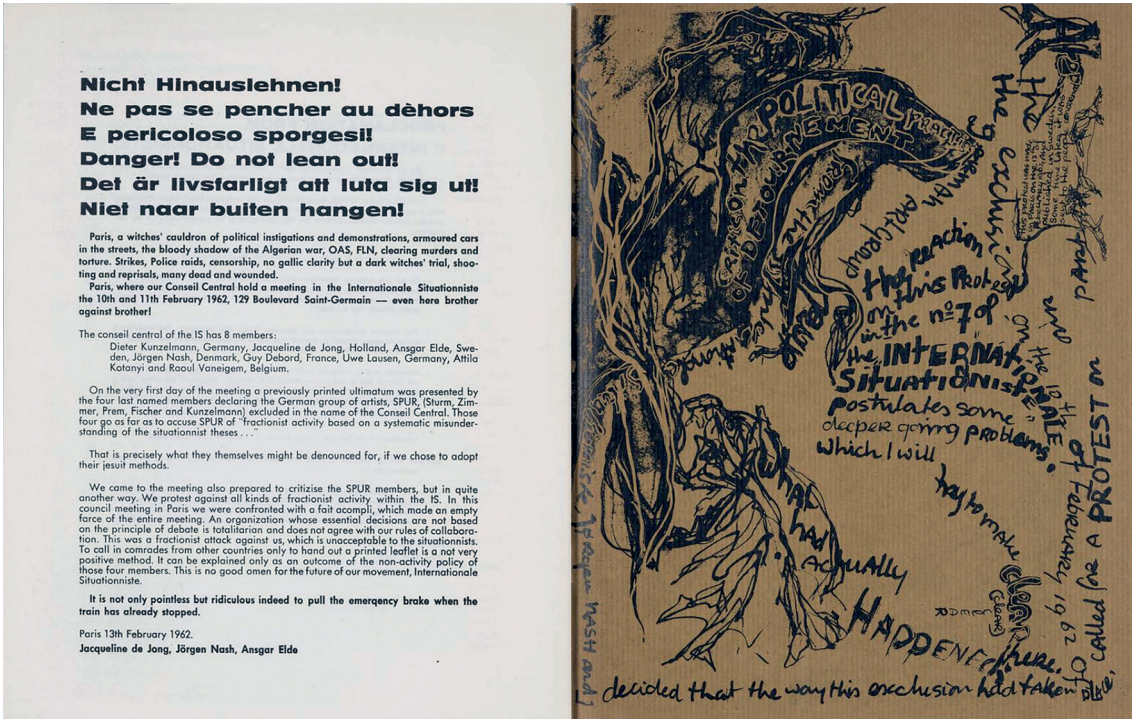 Nicht Hinauslehnen!
Ne pas se pencher au dèhors
E pericoloso sporgesi!
Danger! Do not lean out!
Det är livsfarligt att luta sig ut!
Niet naar buiten hangen!
Paris, a witches' cauldron of political instigations and demonstrations, armoured cars
in the streets, the bloody shadow of the Algerian war, OAS, FLN, clearing murders and
torture. Strikes, Police raids, censorship, no gallic clarity but a dark witches' trial, shoo-
ting and reprisals, many dead and wounded.
Paris, where our Conseil Central hold a meeting in the Internationale Situationniste
the 10th and 11th February 1962, 129 Boulevard Saint-Germain — even here brother
against brother!
The conseil central of the IS has 8 members:
Dieter Kunzelmann, Germany, Jacqueline de Jong, Holland, Ansgar Elde, Swe-
den, Jörgen Nash, Denmark, Guy Debord, France, Uwe Lausen, Germany, Attila
Kotanyi and Raoul Vaneigem, Belgium.
On the very first day of the meeting a previously printed ultimatum was presented by
the four last named members declaring the German group of artists, SPUR, (Sturm, Zim-
mer, Prem, Fischer and Kunzelmann) excluded in the name of the Conseil Central. Those
four go as far as to accuse SPUR of "fractionist activity based on a systematic misunder-
standing of the situationnist theses . . ."
That is precisely what they themselves might be denounced for, if we chose to adopt
their jesuit methods.
We came to the meeting also prepared to critizise the SPUR members, but in quite
another way. We protest against all kinds of fractionist activity within the IS. In this
council meeting in Paris we were confronted with a fait acompli, which made an empty
farce of the entire meeting. An organization whose essential decisions are not based
on the principle of debate is totalitarian and does not agree with our rules of collabora-
tion. This was a fractionist attack against us, which is unacceptable to the situationnists.
To call in comrades from other countries only to hand out a printed leaflet is a not very
positive method. It can be explained only as an outcome of the non-activity policy of
those four members. This is no good omen for the future of our movement, Internationale
Situationniste.
It is not only pointless but ridiculous indeed to pull the emergency brake when the
train has already stopped.
Paris 13th February 1962.
Jacqueline de Jong, Jörgen Nash, Ansgar Elde
POLITICAL
PRACTICE
DETOURNEMENT
of the
german
art group
SPUR
the exclusion
the reaction
on this Protest
in the nº 7 of
the INTERNATIONALE
SITUATIONNISTE"
postulates some
deeper going problems.
which I will
try to make
CLEAR
(clear)
here.
what
had
actually
HAPPENED
on the 10th
of February 1962
Jørgen NASH and I
decided that the way this exclusion had taken
place, called for a PROTEST on